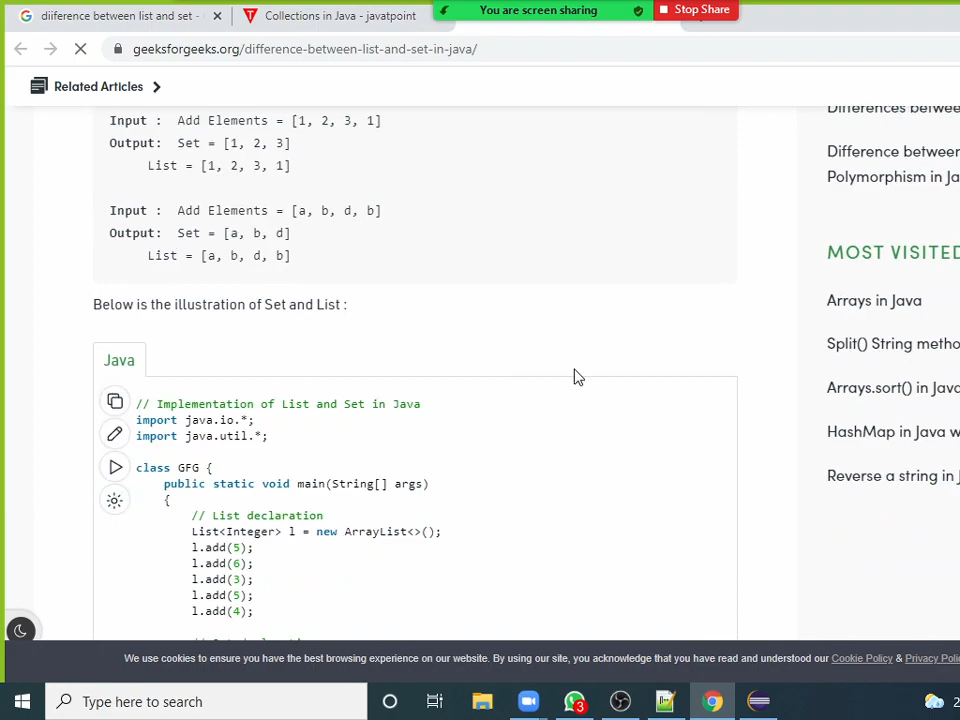 diifference between list and set -
Collections in Java - javatpoint
You are screen sharing
Stop Share
geeksforgeeks.org/difference-between-list-and-set-in-java/
Related Articles
Input :  Add Elements = [1, 2, 3, 1]
Output:  Set = [1, 2, 3]
List = [1, 2, 3, 1]
Input :  Add Elements = [a, b, d, b]
Output:  Set = [a, b, d]
List = [a, b, d, b]
Below is the illustration of Set and List :
Java
// Implementation of List and Set in Java
import java.io.*;
import java.util.*;
class GFG {
public static void main(String[] args)
{
// List declaration
List<Integer> l = new ArrayList<>();
l.add(5);
l.add(6);
l.add(3);
l.add(5);
l.add(4);
Differences
Difference between
Polymorphism in
MOST VISITED
Arrays in Java
Split() String
Arrays.sort() in Java
HashMap in Java
Reverse a string in
We use cookies to ensure you have the best browsing experience on our website. By using our site, you acknowledge that you have read and understood our Cookie Policy & Privacy
Type here to search
3
2